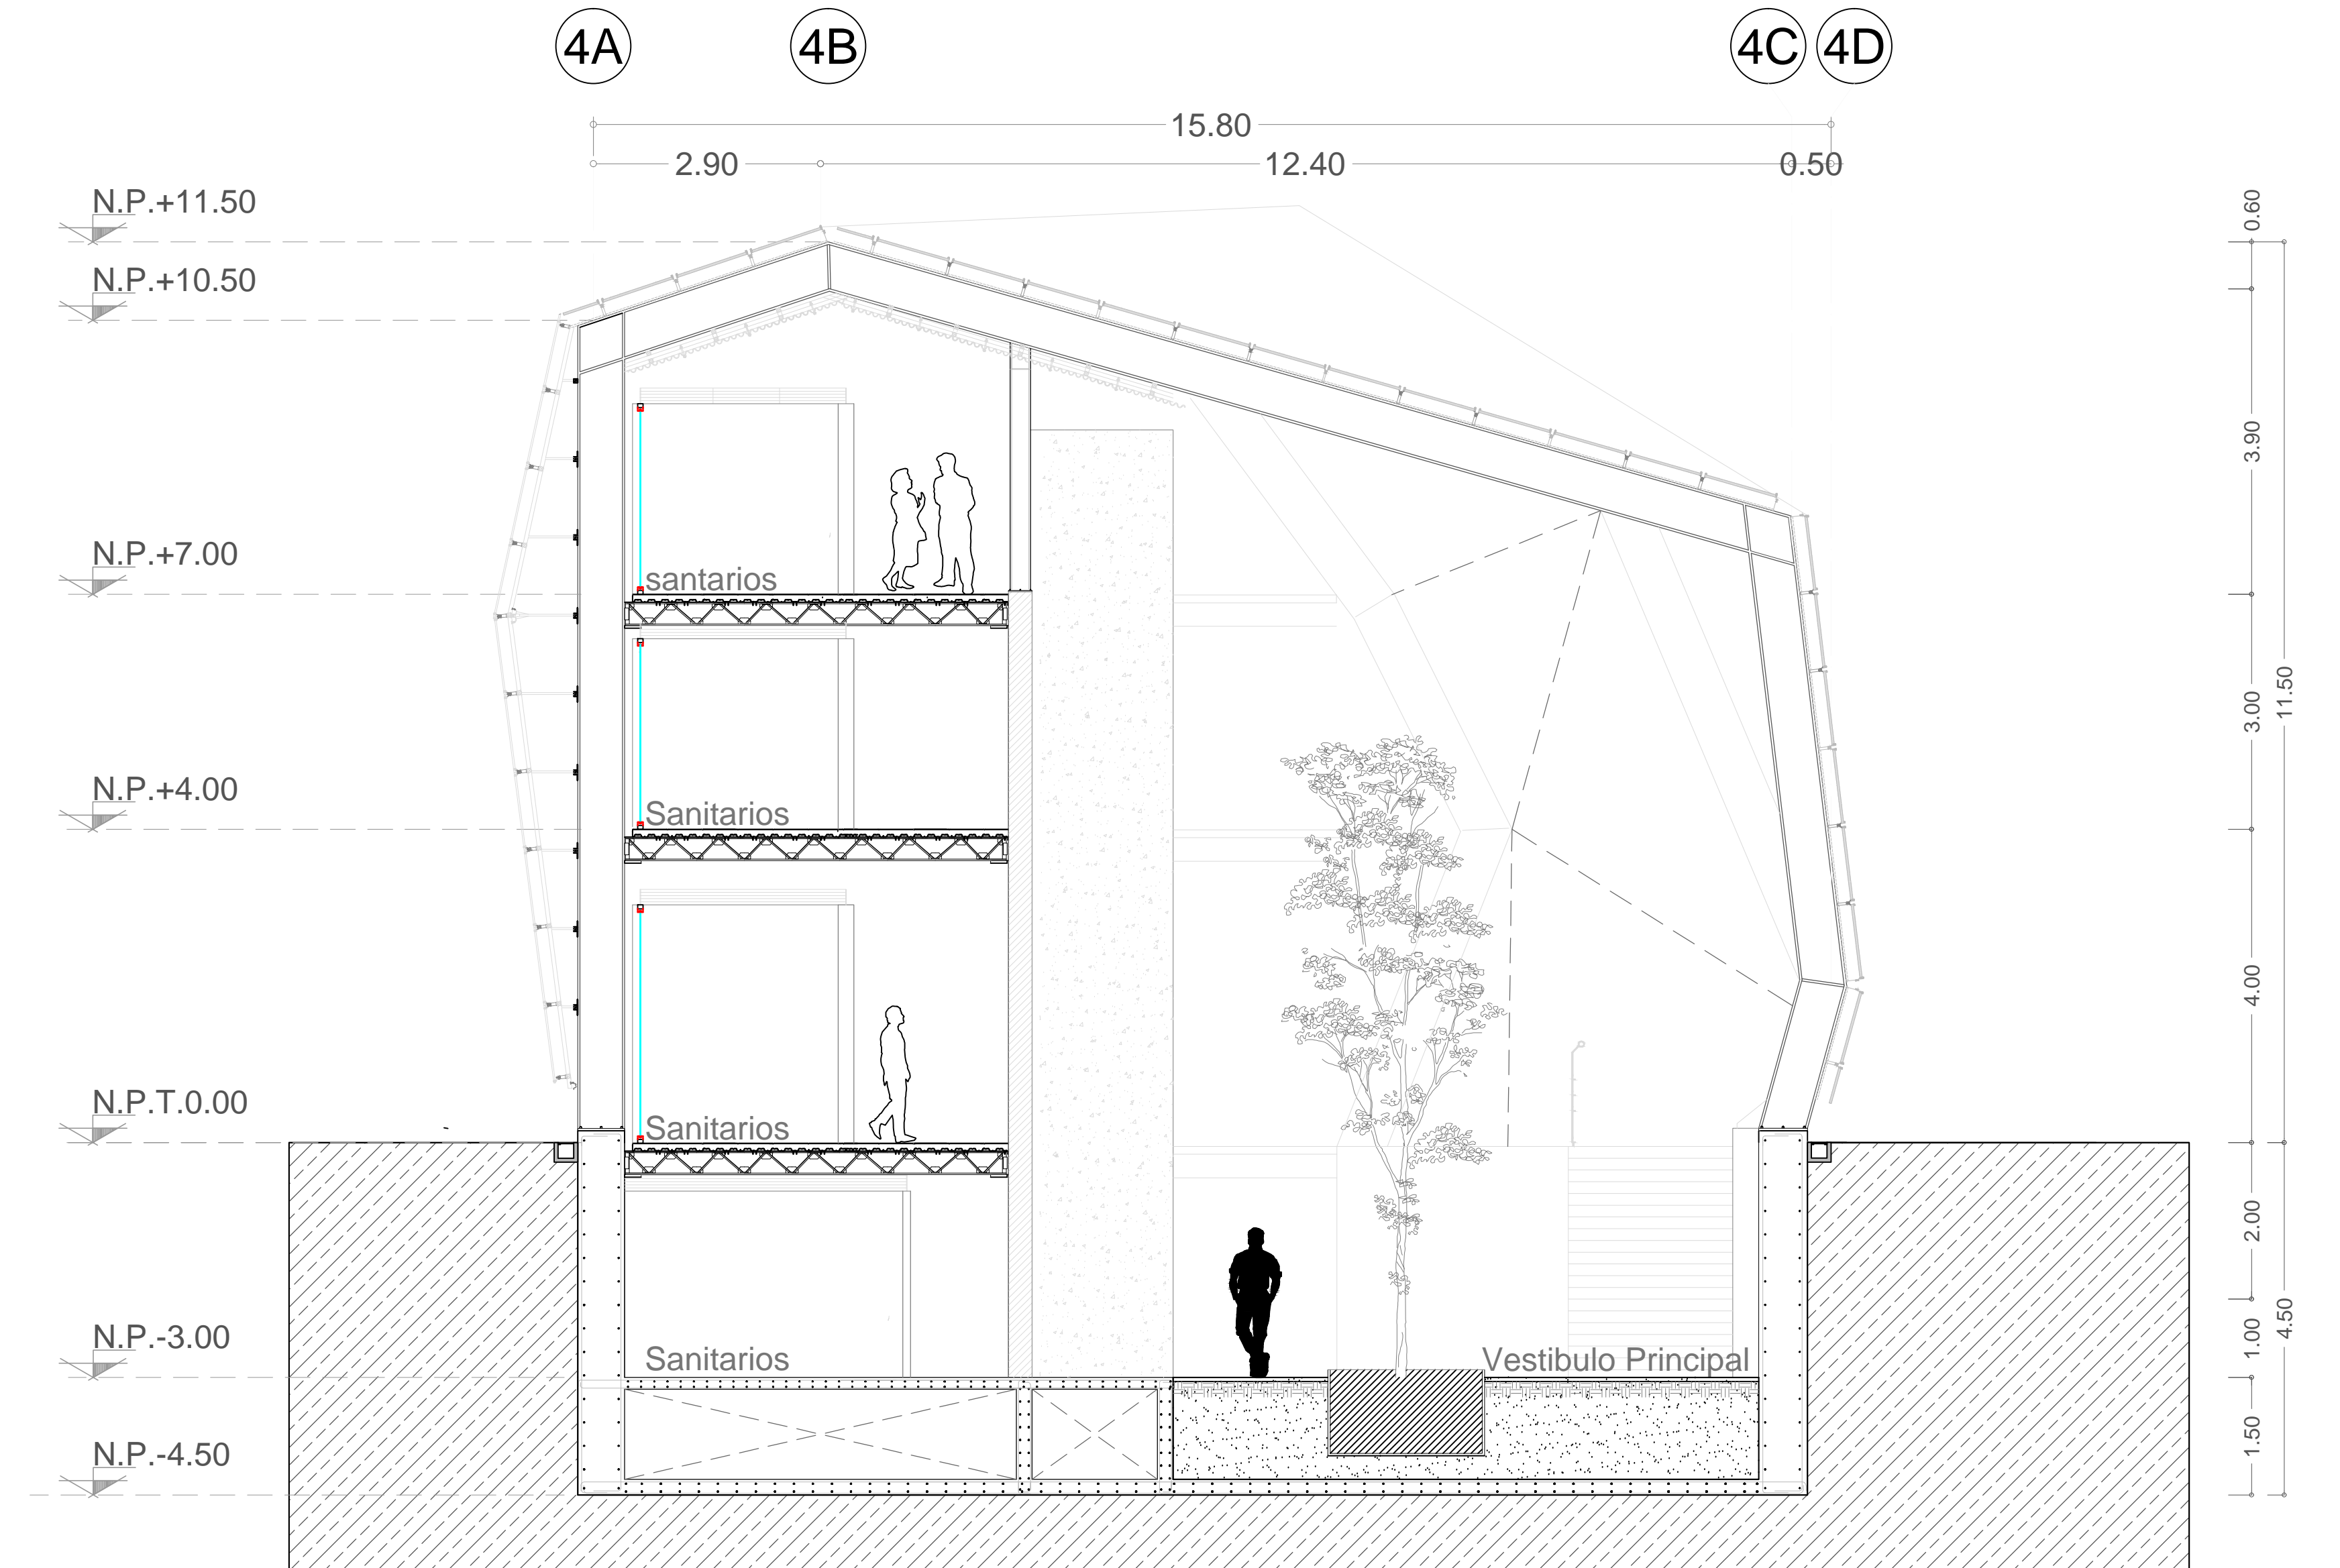 4A 4B 4C 4D
15.80
2.90 12.40 0.50
N.P.+11.50
0.60
N.P.+10.50
3.90
N.P.+7.00
santarios
3.00
11.50
N.P.+4.00
Sanitarios
4.00
N.P.T.0.00
Sanitarios
2.00
N.P.-3.00
1.00
4.50
Sanitarios
Vestibulo Principal
N.P.-4.50
1.50